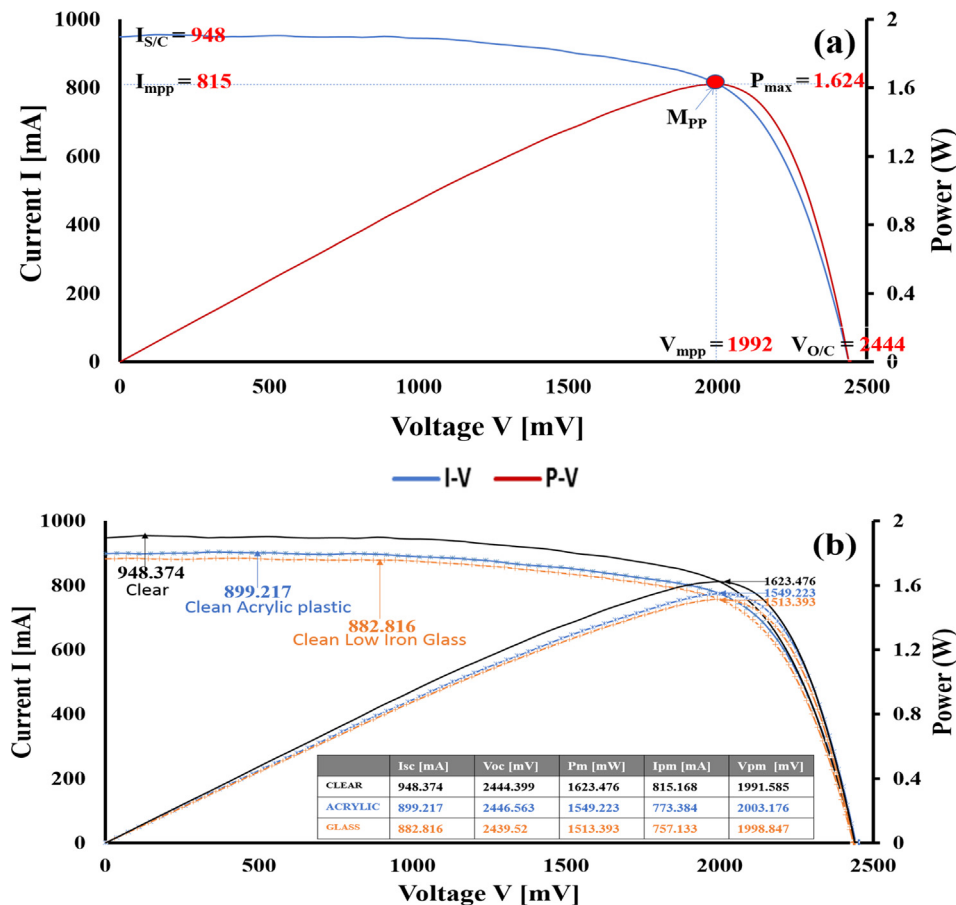 1000
2
(a)
I S/C = 948
800
1.6
I mpp = 815
P max = 1.624
M PP
600
1.2
400
0.8
200
0.4
V mpp = 1992
V O/C = 2444
0
0
0
500
1000
1500
2000
2500
Current I [mA]
Power (W)
Voltage V [mV]
I-V
P-V
1000
2
(b)
948.374
Clear
899.217
Clean Acrylic plastic
882.816
Clean Low Iron Glass
1623.476
1549.223
1513.393
800
1.6
600
1.2
400
0.8
200
0.4
0
0
Isc [mA] Voc [mV] Pm [mW] Ipm [mA] Vpm [mV]
CLEAR 948.374 2444.399 1623.476 815.168 1991.585
ACRYLIC 899.217 2446.563 1549.223 773.384 2003.176
GLASS 882.816 2439.52 1513.393 757.133 1998.847
0
500
1000
1500
2000
2500
Current I [mA]
Power (W)
Voltage V [mV]